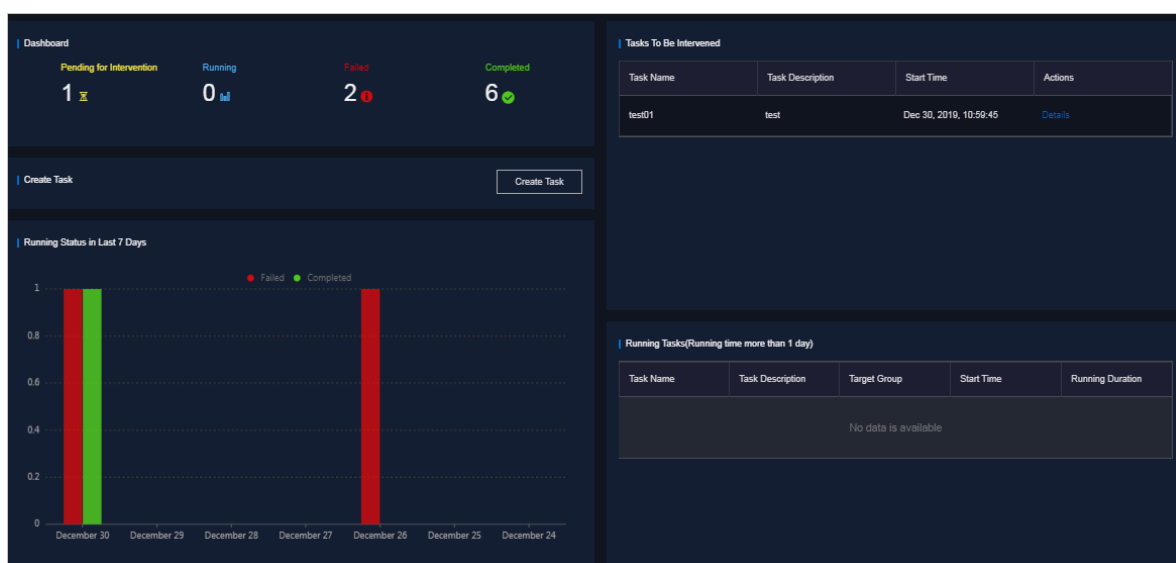 Dashboard
Pending for Intervention Running Failed Completed
1 0 2 6
Create Task Create Task
Running Status in Last 7 Days
Failed Completed
1
0.8
0.6
0.4
0.2
0
December 30 December 29 December 28 December 27 December 26 December 25 December 24
Tasks To Be Intervened
Task Name Task Description Start Time Actions
test01 test Dec 30, 2019, 10:59:45 Details
Running Tasks(Running time more than 1 day)
Task Name Task Description Target Group Start Time Running Duration
No data is available